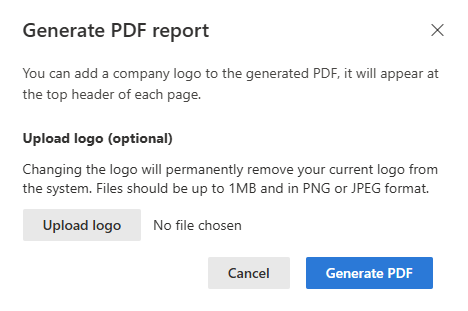 Generate PDF report
You can add a company logo to the generated PDF, it will appear at
the top header of each page.
Upload logo (optional)
Changing the logo will permanently remove your current logo from
the system. Files should be up to 1MB and in PNG or JPEG format.
Upload logo No file chosen
Cancel Generate PDF